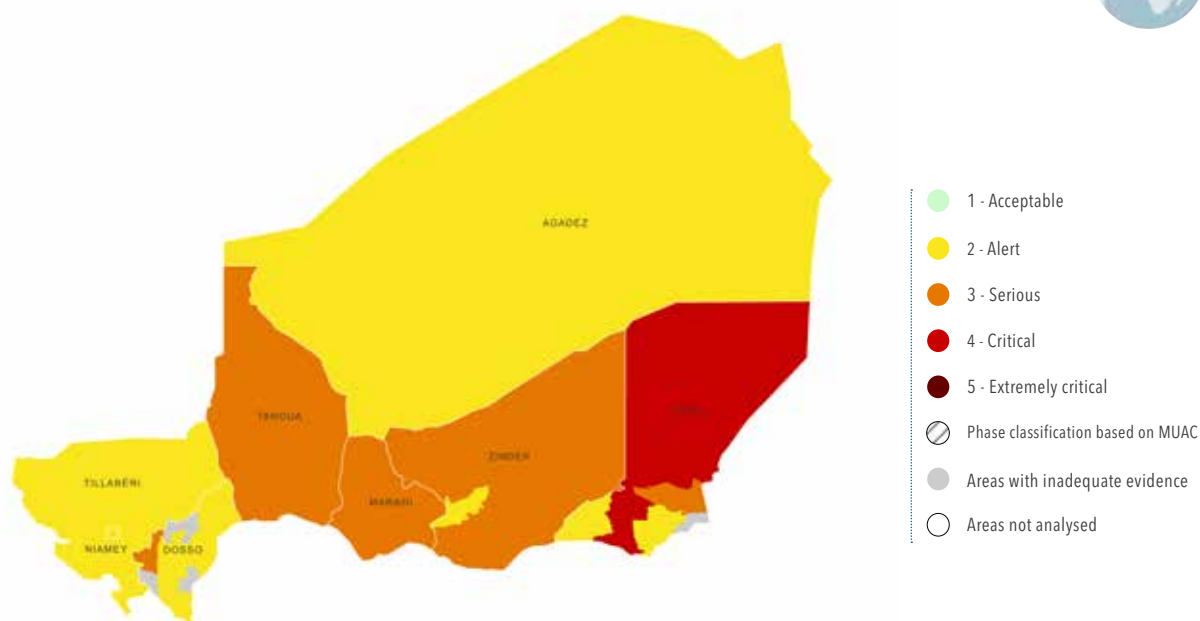 AGADEZ
TAHOUA
ZINDER
MARADI
TILLABÉRI
NIAMEY
DOSSO
1 - Acceptable
2 - Alert
3 - Serious
4 - Critical
5 - Extremely critical
Phase classification based on MUAC
Areas with inadequate evidence
Areas not analysed